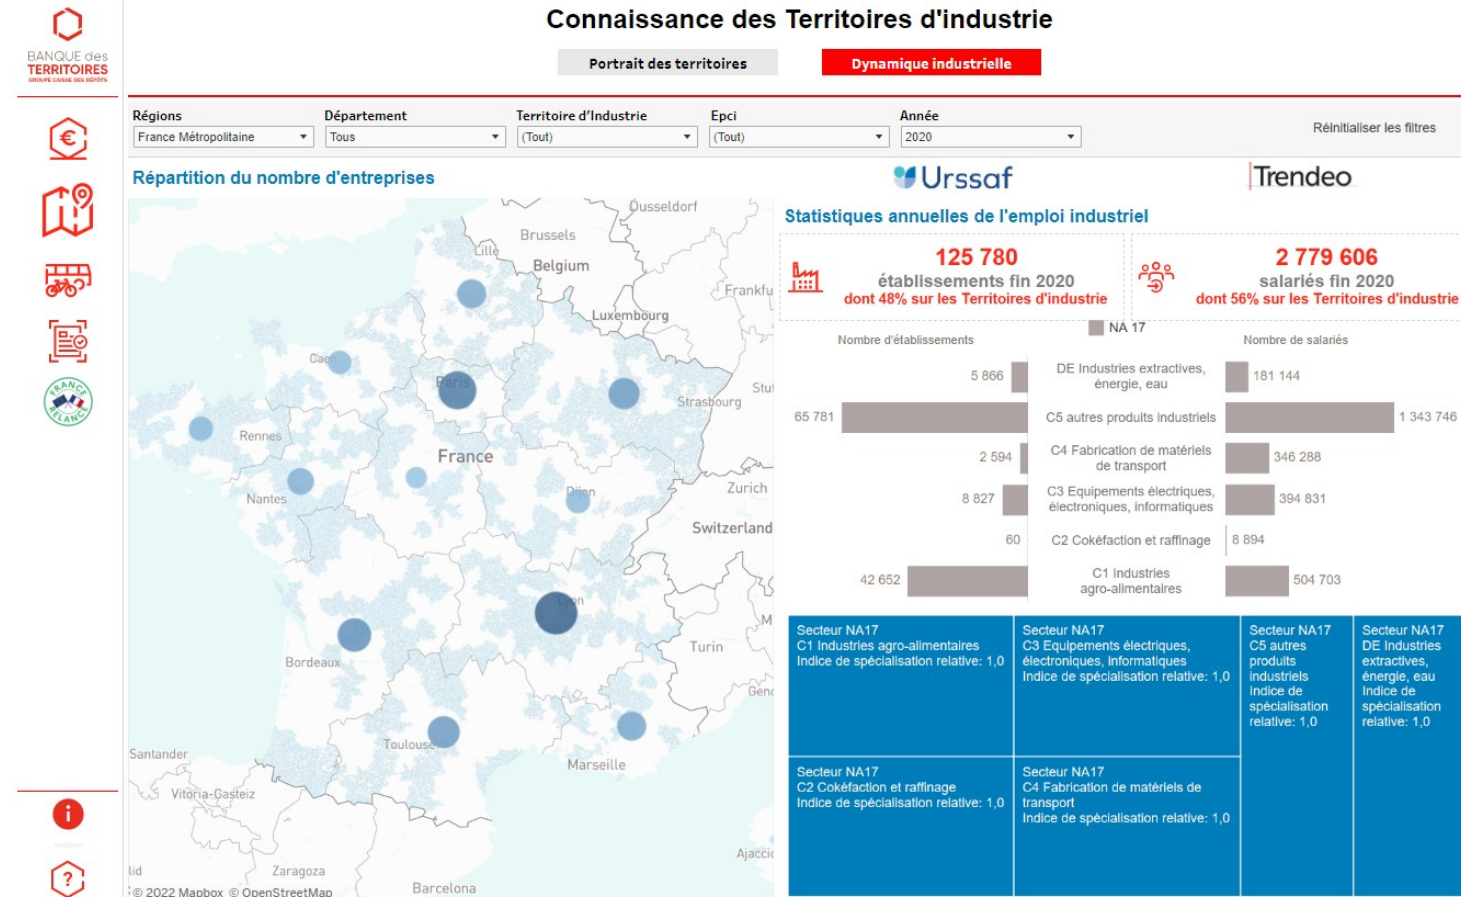 Connaissance des Territoires d'industrie
BANQUE des
TERRITOIRES
GROUPE CAISSE DES DÉPÔTS
Portrait des territoires
Dynamique industrielle
Régions
France Métropolitaine
Département
Tous
Territoire d'Industrie
(Tout)
Epci
(Tout)
Année
2020
Réinitialiser les filtres
FRANCE
RELANCE
Répartition du nombre d'entreprises
Düsseldorf
Brussels
Lille
Belgium
Frankfu
Luxembourg
Caen
Paris
Stut
Strasbourg
Rennes
France
Nantes
Dijon
Zurich
Switzerland
Lyon
M
Turin
Bordeaux
Geno
Toulouse
Santander
Marseille
Vitoria-Gasteiz
Ajaccio
lid
Zaragoza
Barcelona
© 2022 Mapbox © OpenStreetMap
Urssaf
Trendeo
Statistiques annuelles de l'emploi industriel
125 780
établissements fin 2020
dont 48% sur les Territoires d'industrie
2 779 606
salariés fin 2020
dont 56% sur les Territoires d'industrie
NA 17
Nombre d'établissements
Nombre de salariés
5 866
DE Industries extractives,
énergie, eau
181 144
65 781
C5 autres produits industriels
1 343 746
2 594
C4 Fabrication de matériels
de transport
346 288
8 827
C3 Equipements électriques,
électroniques, informatiques
394 831
60
C2 Cokéfaction et raffinage
8 894
42 652
C1 Industries
agro-alimentaires
504 703
Secteur NA17
C1 Industries agro-alimentaires
Indice de spécialisation relative: 1,0
Secteur NA17
C3 Equipements électriques,
électroniques, informatiques
Indice de spécialisation relative: 1,0
Secteur NA17
C5 autres
produits
industriels
Indice de
spécialisation
relative: 1,0
Secteur NA17
DE Industries
extractives,
énergie, eau
Indice de
spécialisation
relative: 1,0
Secteur NA17
C2 Cokéfaction et raffinage
Indice de spécialisation relative: 1,0
Secteur NA17
C4 Fabrication de matériels de
transport
Indice de spécialisation relative: 1,0